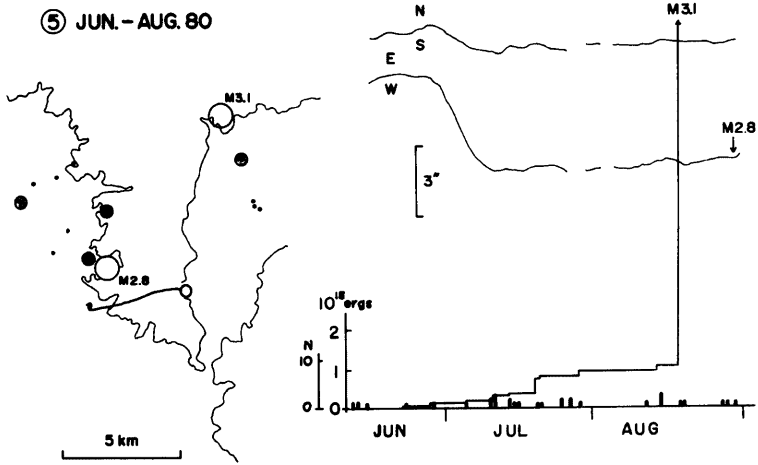 ⑤ JUN. – AUG. 80
M3.1
M2.8
5 km
N
S
E
W
3"
M3.1
M2.8
10¹⁵ ergs
N
10
0
2
1
0
JUN
JUL
AUG